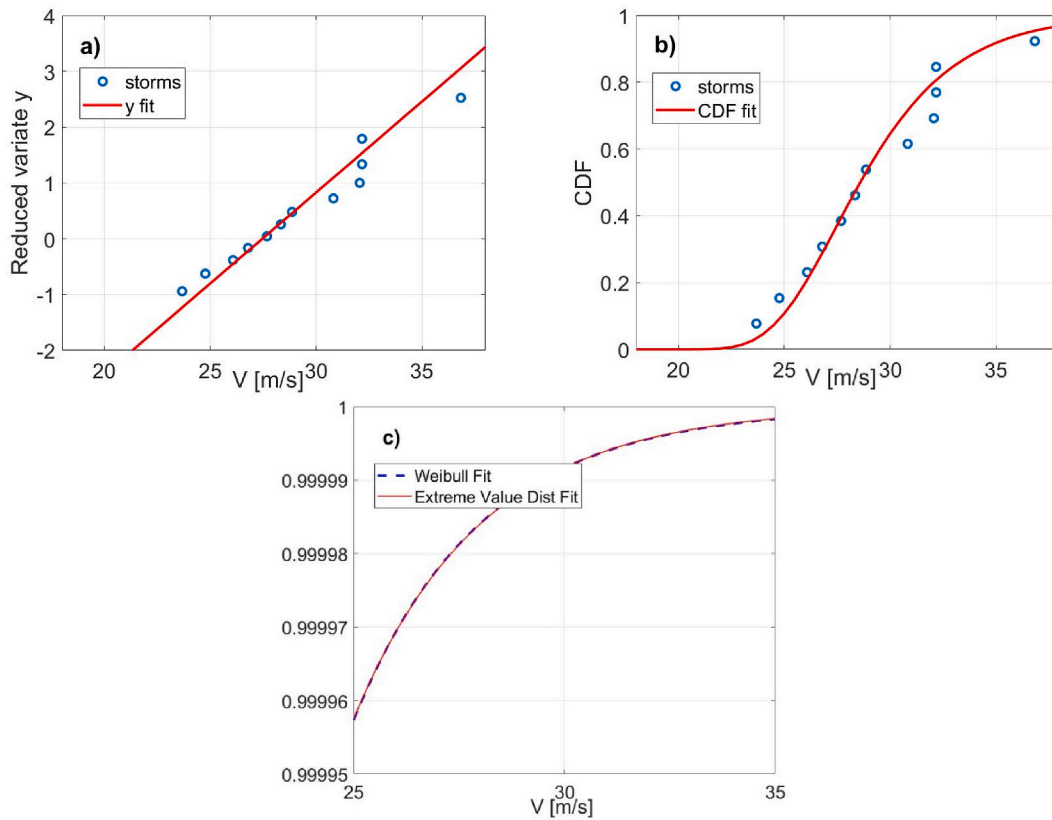 a)
storms
y fit
Reduced variate y
4
3
2
1
0
-1
-2
20
25
30
35
V [m/s]
b)
storms
CDF fit
CDF
1
0.8
0.6
0.4
0.2
0
20
25
30
35
V [m/s]
c)
Weibull Fit
Extreme Value Dist Fit
1
0.99999
0.99998
0.99997
0.99996
0.99995
25
30
35
V [m/s]